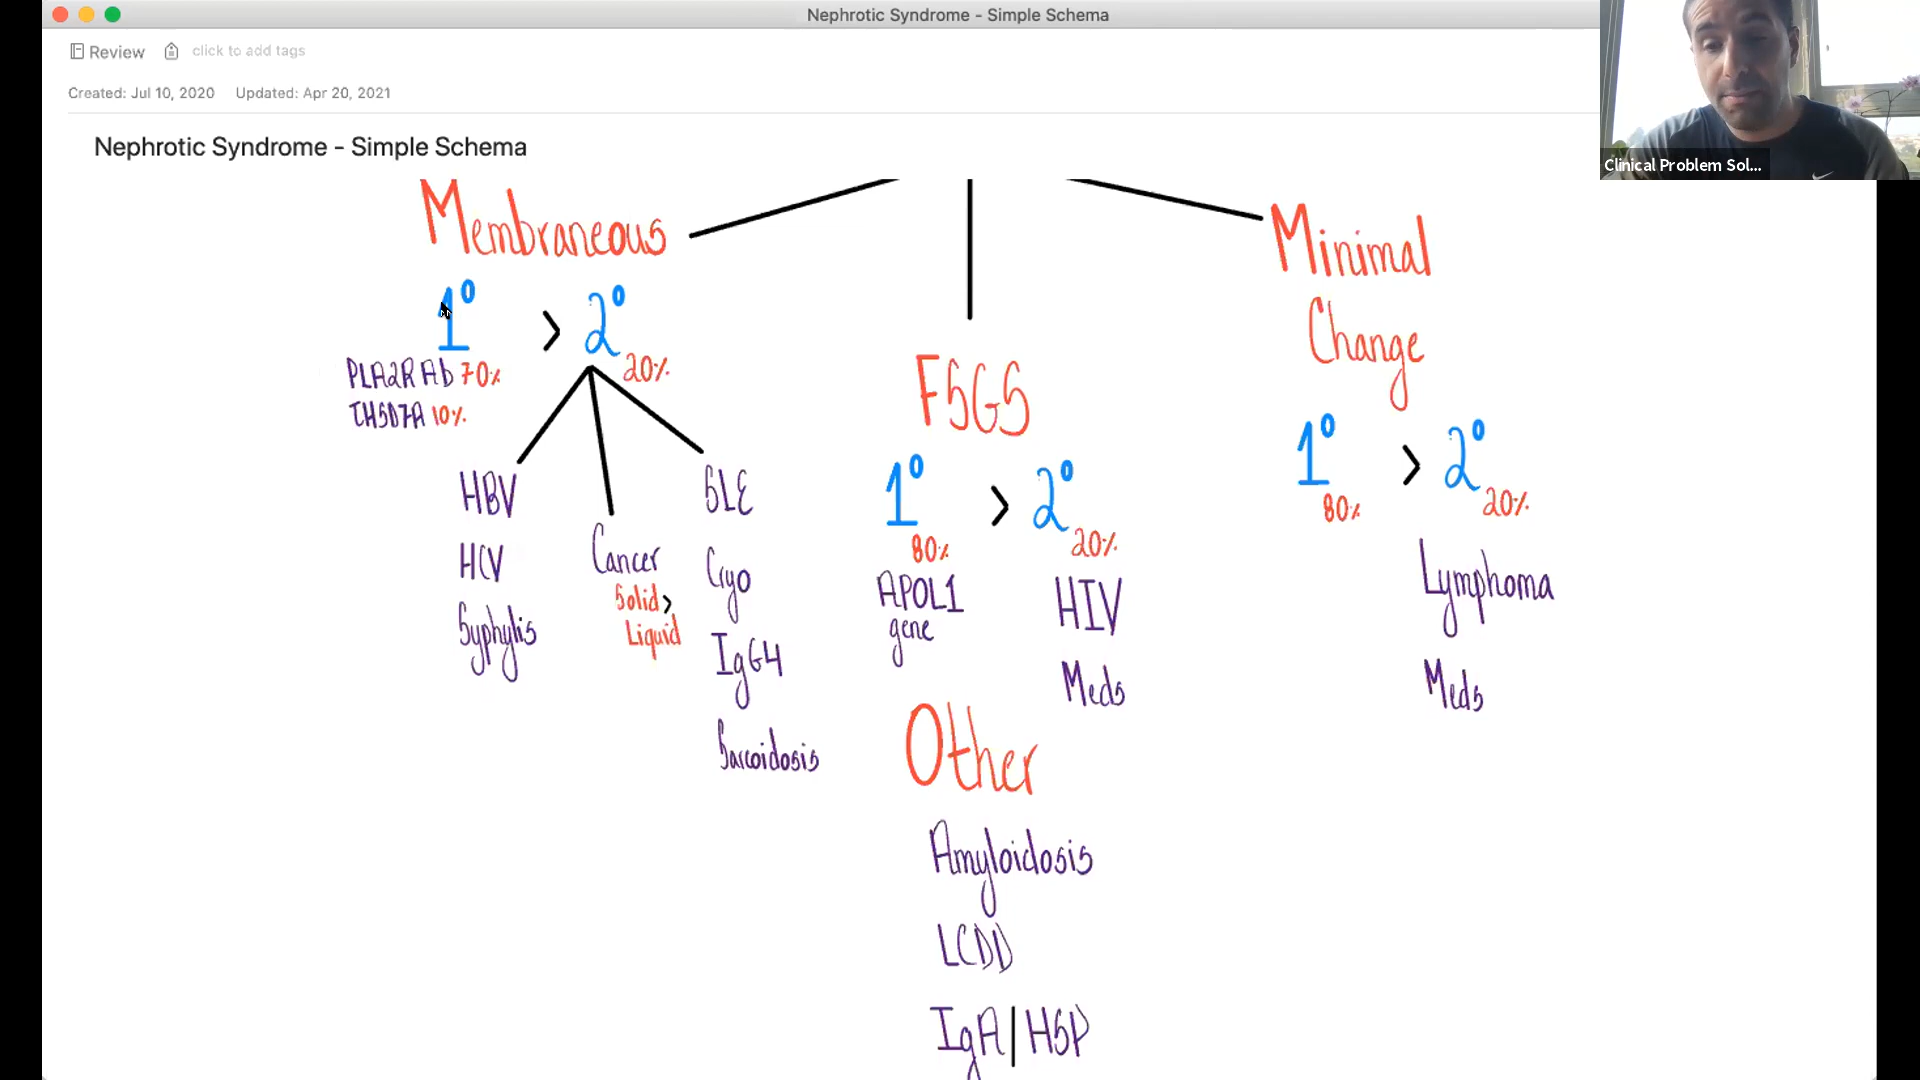 Nephrotic Syndrome - Simple Schema
Review click to add tags
Created: Jul 10, 2020 Updated: Apr 20, 2021
Clinical Problem Sol...
Nephrotic Syndrome - Simple Schema
Membraneous
1° > 2°
PLA2R Ab 70%
THSD7A 10%
20%
HBV
HCV
Syphilis
Cancer
Solid >
Liquid
SLE
Cryo
IgG4
Sarcoidosis
FSGS
1° > 2°
80%
20%
APOL1
gene
HIV
Meds
Other
Amyloidosis
LCDD
IgA | HSP
Minimal
Change
1° > 2°
80%
20%
Lymphoma
Meds